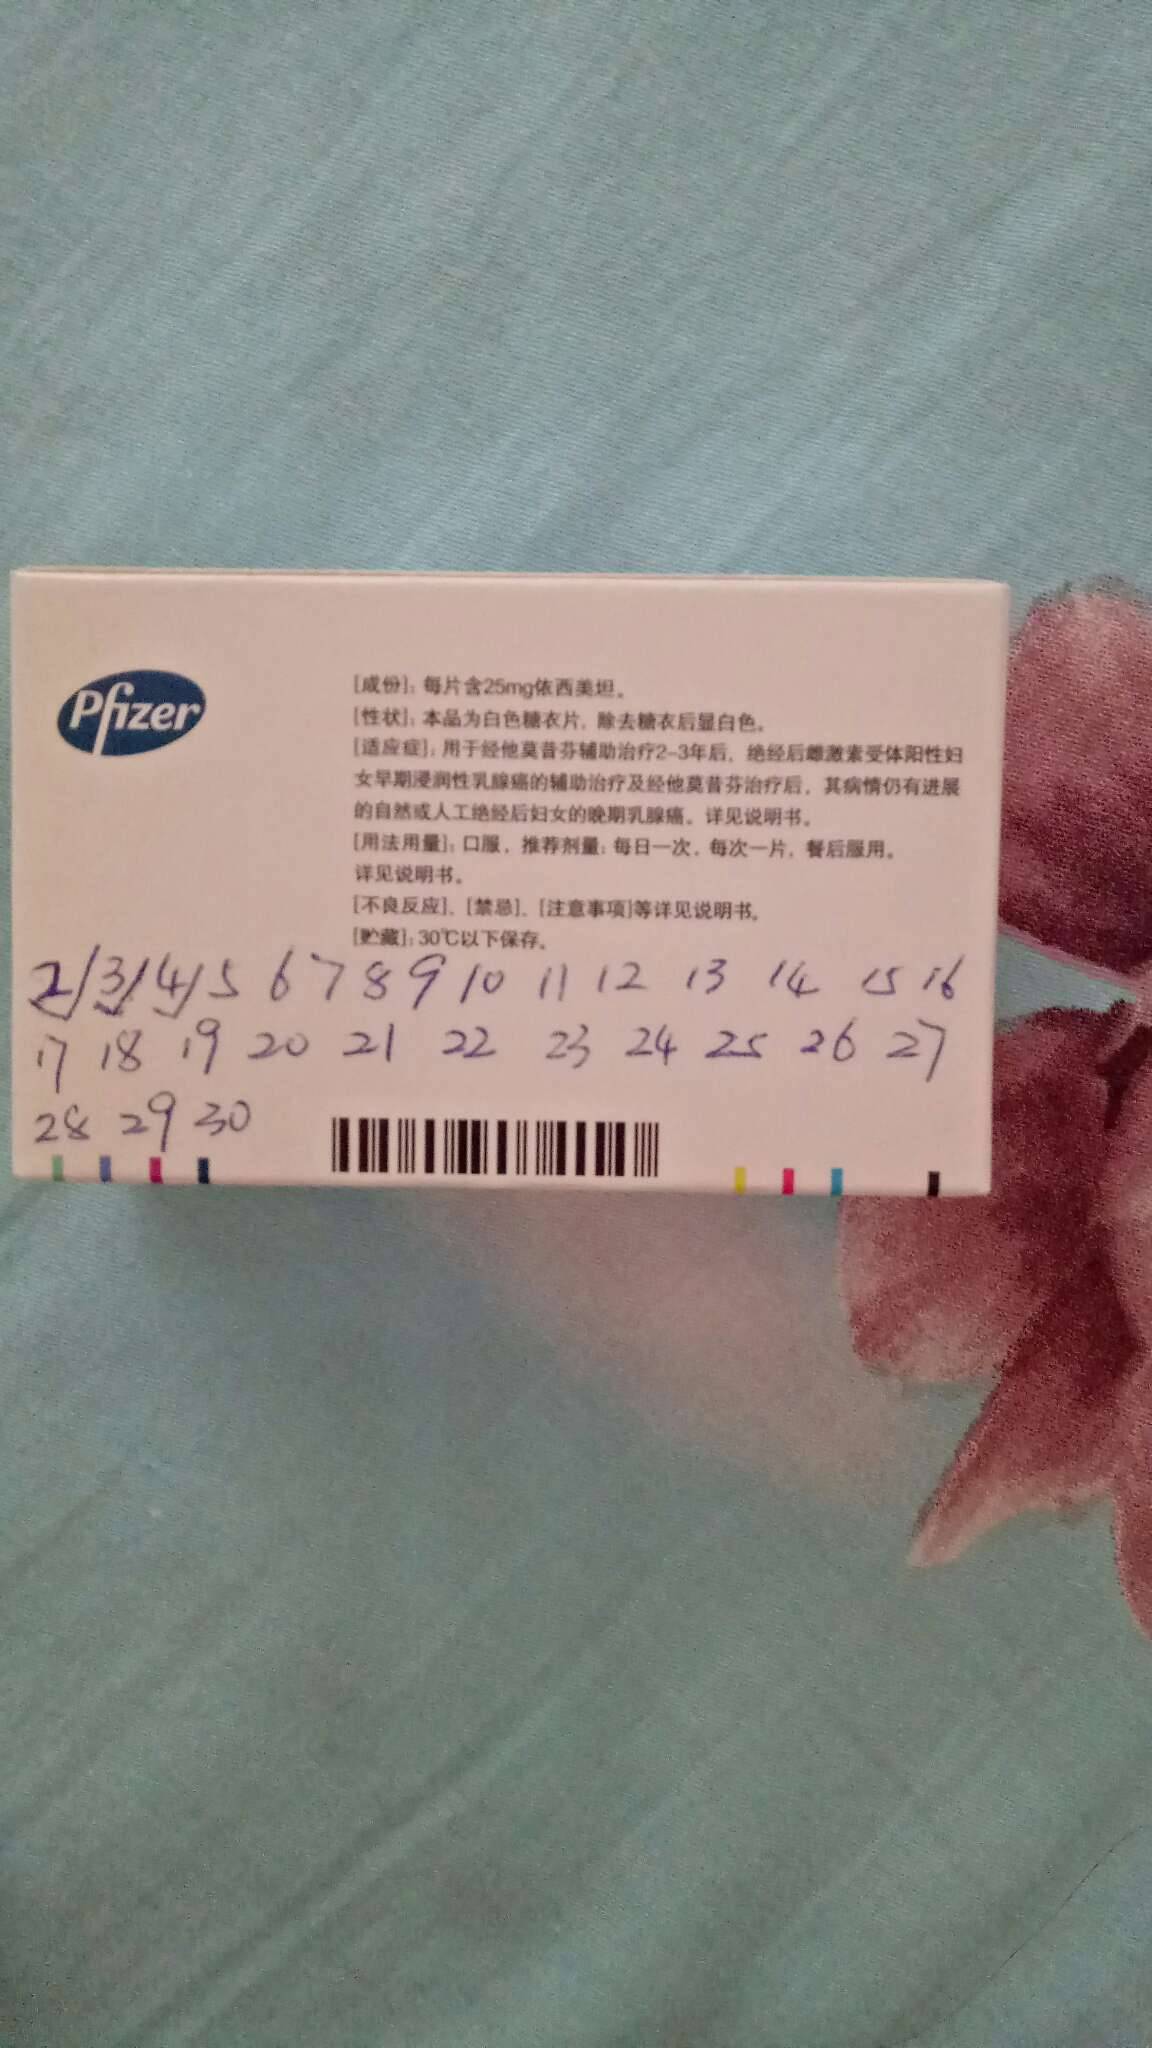 Pfizer
[成份]：每片含25mg依西美坦。
[性状]：本品为白色糖衣片，除去糖衣后显白色。
[适应症]：用于经他莫昔芬辅助治疗2-3年后，绝经后雌激素受体阳性妇
女早期浸润性乳腺癌的辅助治疗及经他莫昔芬治疗后，其病情仍有进展
的自然或人工绝经后妇女的晚期乳腺癌。详见说明书。
[用法用量]：口服，推荐剂量：每日一次，每次一片，餐后服用。
详见说明书。
[不良反应]、[禁忌]、[注意事项]等详见说明书。
[贮藏]：30℃以下保存。
2/3/4/5 6 7 8 9 10 11 12 13 14 15 16
17 18 19 20 21 22 23 24 25 26 27
28 29 30